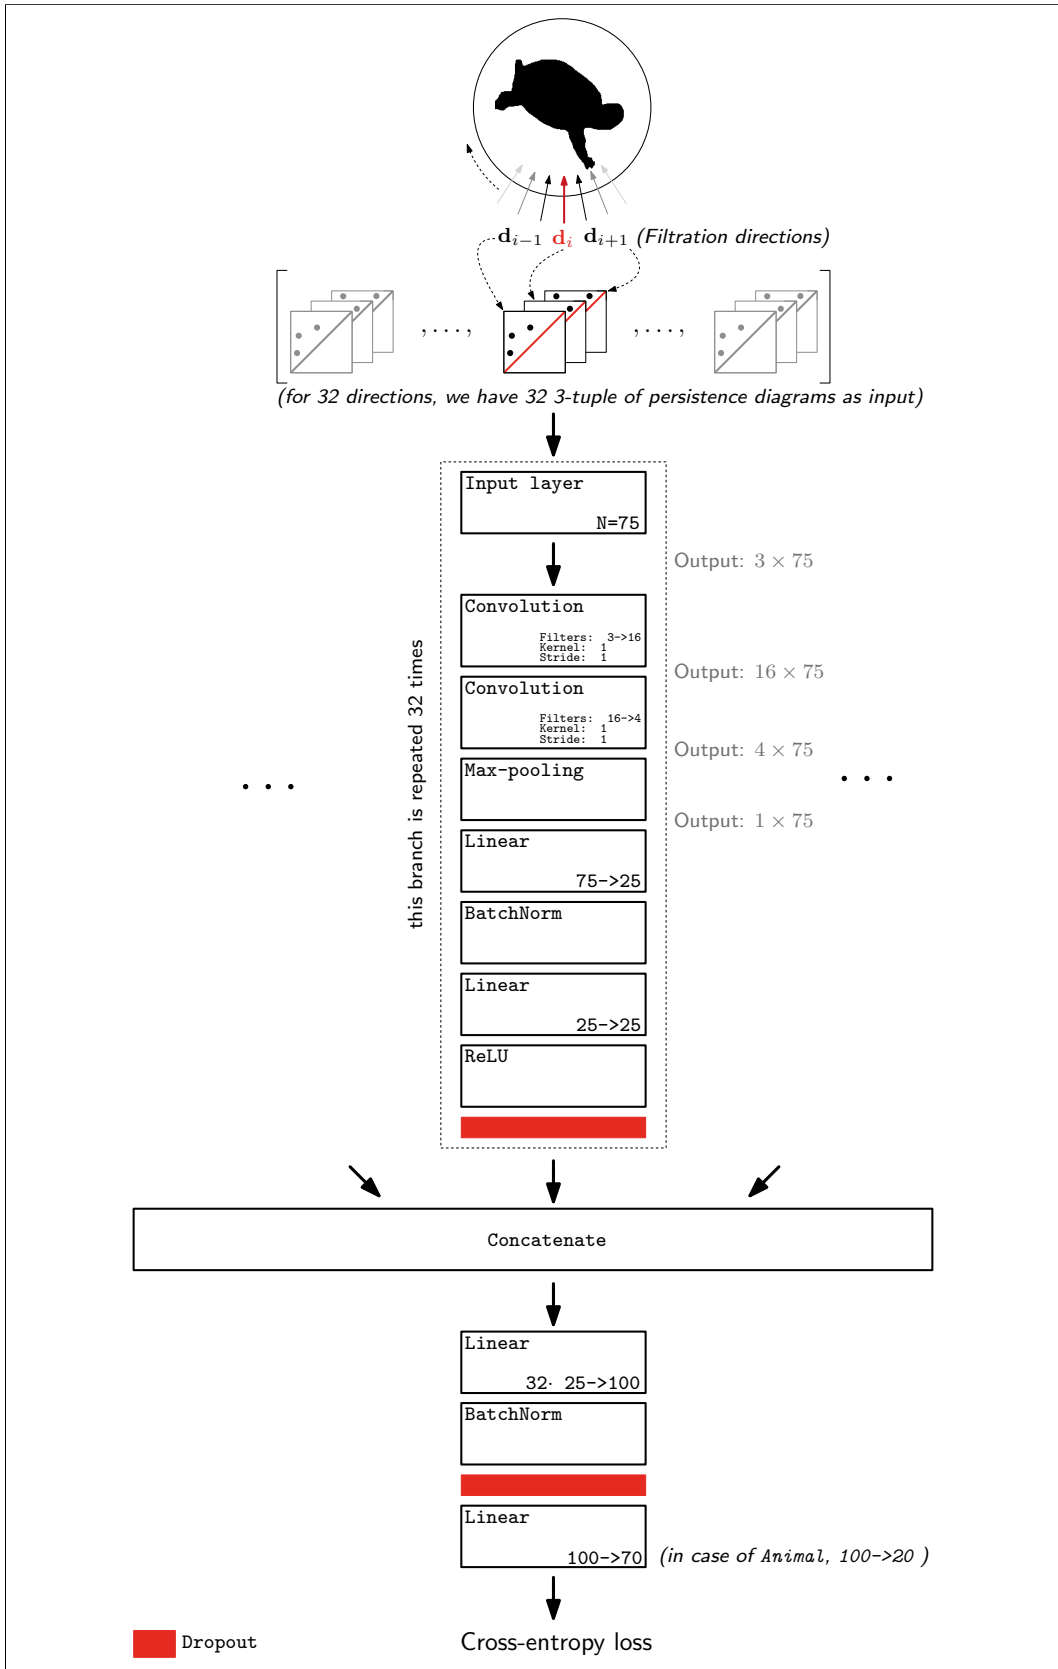 d_{i−1} d_i d_{i+1} (Filtration directions)
, . . . , , . . . ,
(for 32 directions, we have 32 3-tuple of persistence diagrams as input)
Input layer
N=75
Output: 3 × 75
Convolution
Filters: 3->16
Kernel: 1
Stride: 1
Output: 16 × 75
Convolution
Filters: 16->4
Kernel: 1
Stride: 1
Output: 4 × 75
this branch is repeated 32 times
Max-pooling
. . . . . .
Output: 1 × 75
Linear
75->25
BatchNorm
Linear
25->25
ReLU
Concatenate
Linear
32· 25->100
BatchNorm
Linear
100->70 (in case of Animal, 100->20 )
Dropout Cross-entropy loss